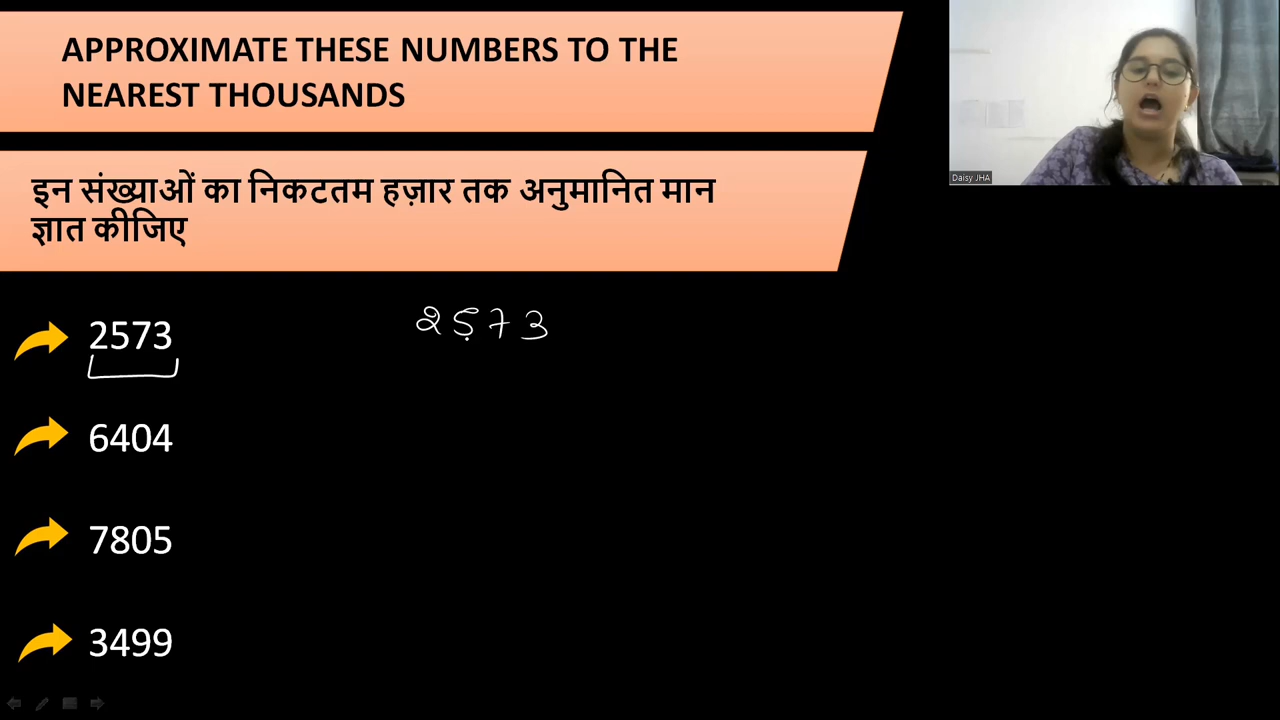 APPROXIMATE THESE NUMBERS TO THE
NEAREST THOUSANDS
इन संख्याओं का निकटतम हज़ार तक अनुमानित मान
ज्ञात कीजिए
2573
2573
6404
7805
3499
Daisy JHA